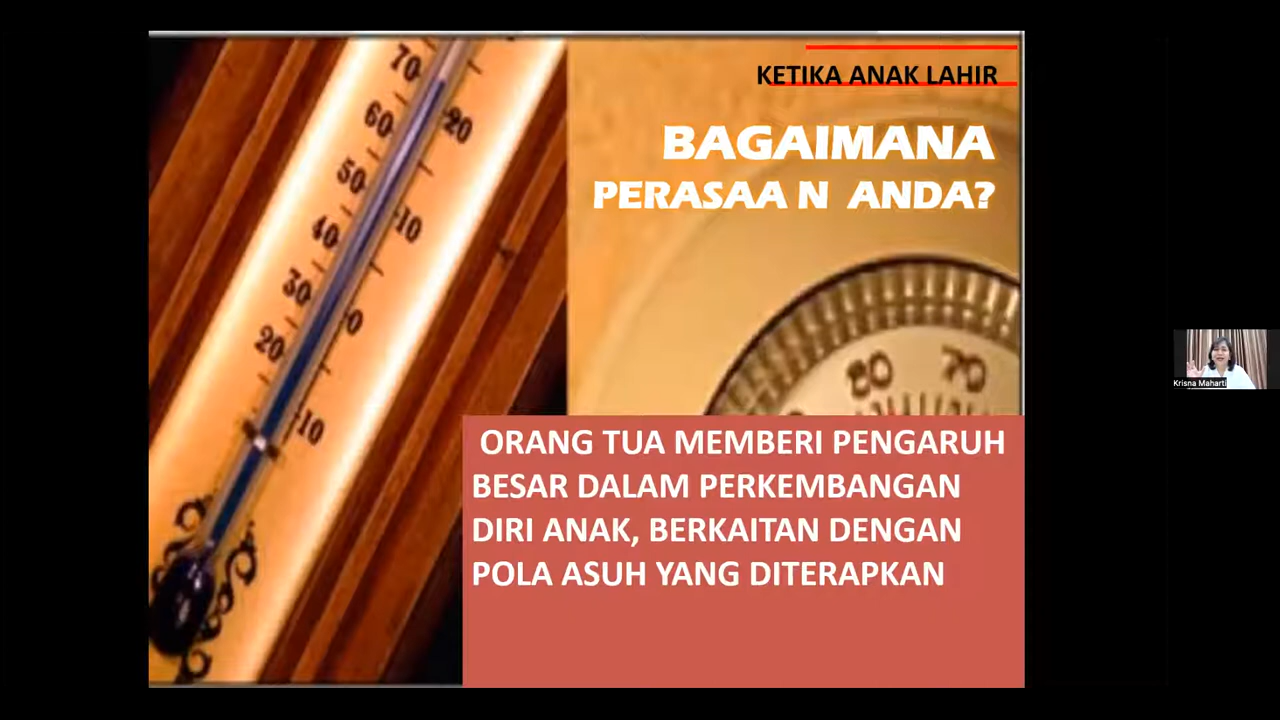 KETIKA ANAK LAHIR
BAGAIMANA
PERASAA N ANDA?
70
60
50
40
30
20
20
10
0
10
80
70
ORANG TUA MEMBERI PENGARUH
BESAR DALAM PERKEMBANGAN
DIRI ANAK, BERKAITAN DENGAN
POLA ASUH YANG DITERAPKAN
Krisna Maharti